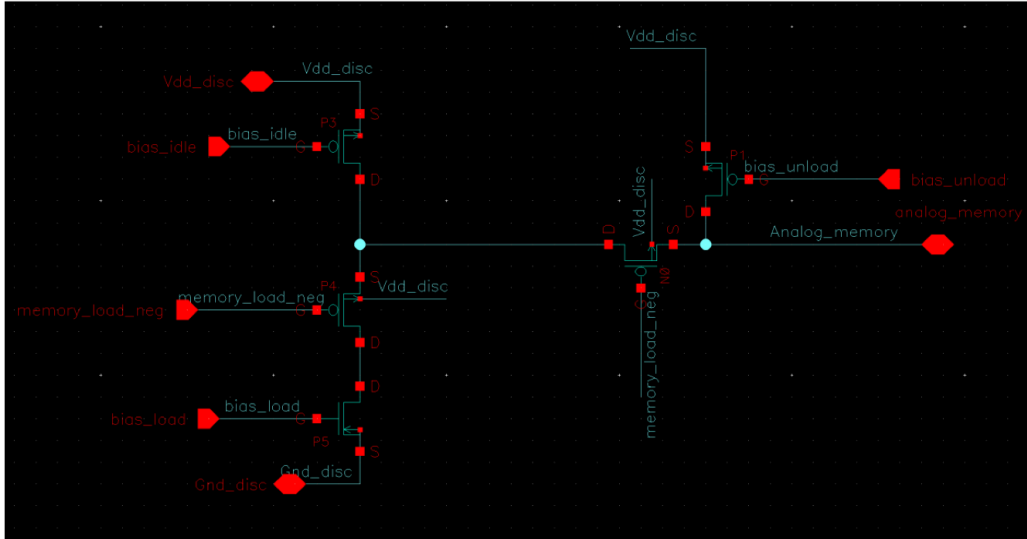 Vdd_disc
Vdd_disc
Vdd_disc
S
P3
bias_idle
bias_idle
G
D
S
P1
bias_unload
bias_unload
G
D
Vdd_disc
analog_memory
Analog_memory
D
S
N0
G
memory_load_neg
S
P4
Vdd_disc
memory_load_neg
memory_load_neg
G
D
D
bias_load
bias_load
G
P5
S
Gnd_disc
Gnd_disc